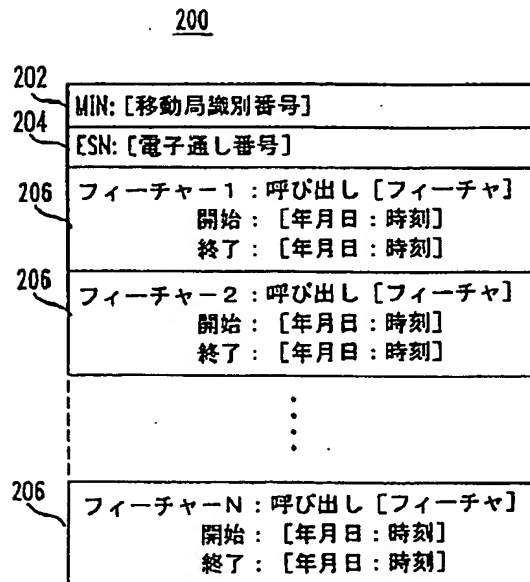 200
202
MIN: [移動局識別番号]
204
ESN: [電子通し番号]
206
フィーチャー1：呼び出し [フィーチャ]
開始： [年月日：時刻]
終了： [年月日：時刻]
206
フィーチャー2：呼び出し [フィーチャ]
開始： [年月日：時刻]
終了： [年月日：時刻]
206
フィーチャーN：呼び出し [フィーチャ]
開始： [年月日：時刻]
終了： [年月日：時刻]